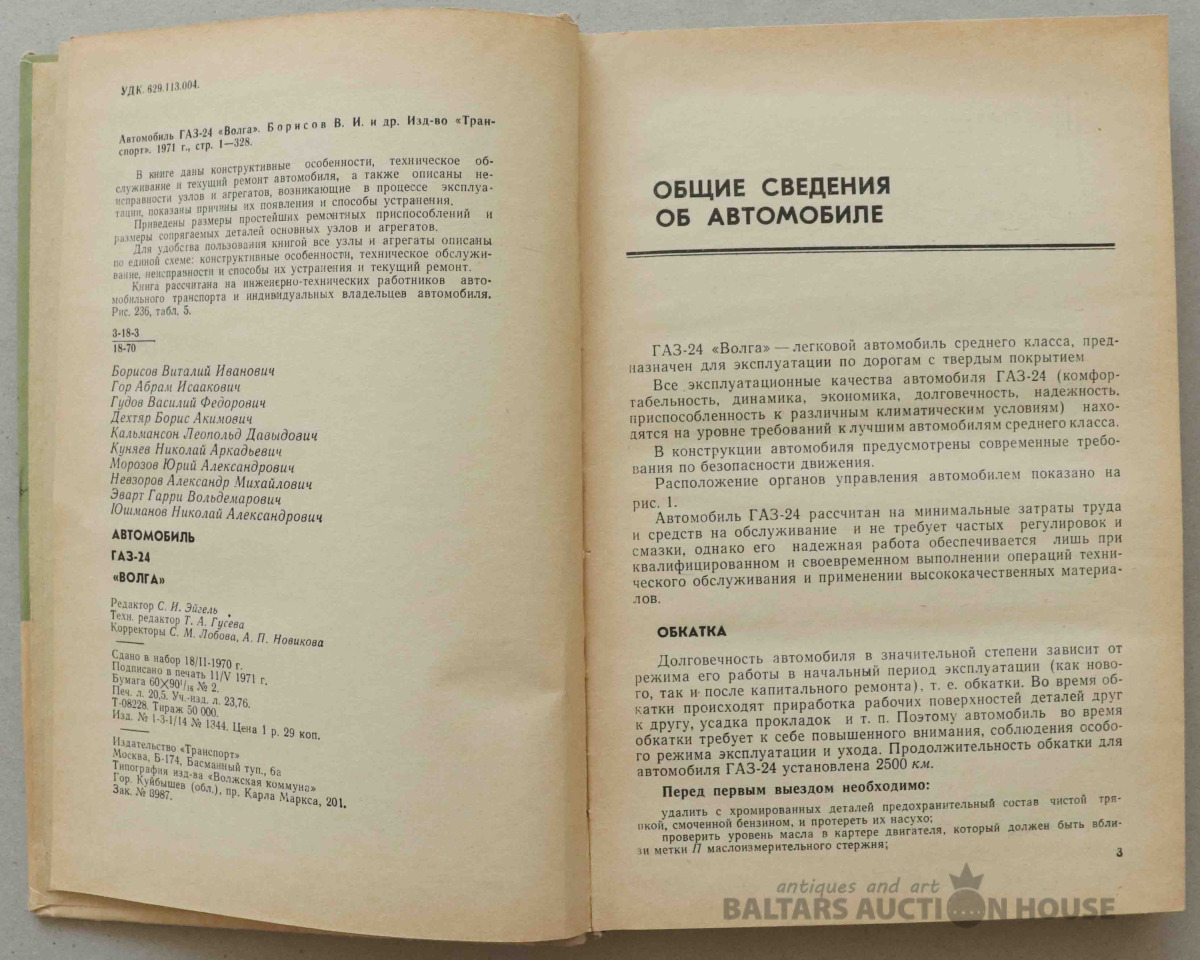 УДК. 629.113.004.
Автомобиль ГАЗ-24 «Волга». Борисов В. И. и др. Изд-во «Тран-
спорт». 1971 г., стр. 1—328.
В книге даны конструктивные особенности, техническое об-
служивание и текущий ремонт автомобиля, а также описаны не-
исправности узлов и агрегатов, возникающие в процессе эксплуа-
тации, показаны причины их появления и способы устранения.
Приведены размеры простейших ремонтных приспособлений и
размеры сопрягаемых деталей основных узлов и агрегатов.
Для удобства пользования книгой все узлы и агрегаты описаны
по единой схеме: конструктивные особенности, техническое обслужи-
вание, неисправности и способы их устранения и текущий ремонт.
Книга рассчитана на инженерно-технических работников авто-
мобильного транспорта и индивидуальных владельцев автомобиля.
Рис. 236, табл. 5.
3-18-3
18-70
Борисов Виталий Иванович
Гор Абрам Исаакович
Гудов Василий Федорович
Дехтяр Борис Акимович
Кальмансон Леопольд Давыдович
Куняев Николай Аркадьевич
Морозов Юрий Александрович
Невзоров Александр Михайлович
Эварт Гарри Вольдемарович
Юшманов Николай Александрович
АВТОМОБИЛЬ
ГАЗ-24
«ВОЛГА»
Редактор С. И. Эйгель
Техн. редактор Т. А. Гусева
Корректоры С. М. Лобова, А. П. Новикова
Сдано в набор 18/II-1970 г.
Подписано в печать 11/V 1971 г.
Бумага 60×90¹/₁₆ № 2.
Печ. л. 20,5. Уч.-изд. л. 23,76.
Т-08228. Тираж 50 000.
Изд. № 1-3-1/14 № 1344. Цена 1 р. 29 коп.
Издательство «Транспорт»
Москва, Б-174, Басманный туп., 6а
Типография изд-ва «Волжская коммуна»
Гор. Куйбышев (обл.), пр. Карла Маркса, 201.
Зак. № 8987.
ОБЩИЕ СВЕДЕНИЯ
ОБ АВТОМОБИЛЕ
ГАЗ-24 «Волга» — легковой автомобиль среднего класса, пред-
назначен для эксплуатации по дорогам с твердым покрытием
Все эксплуатационные качества автомобиля ГАЗ-24 (комфор-
табельность, динамика, экономика, долговечность, надежность,
приспособленность к различным климатическим условиям) нахо-
дятся на уровне требований к лучшим автомобилям среднего класса.
В конструкции автомобиля предусмотрены современные требо-
вания по безопасности движения.
Расположение органов управления автомобилем показано на
рис. 1.
Автомобиль ГАЗ-24 рассчитан на минимальные затраты труда
и средств на обслуживание и не требует частых регулировок и
смазки, однако его надежная работа обеспечивается лишь при
квалифицированном и своевременном выполнении операций техни-
ческого обслуживания и применении высококачественных материа-
лов.
ОБКАТКА
Долговечность автомобиля в значительной степени зависит от
режима его работы в начальный период эксплуатации (как ново-
го, так и после капитального ремонта), т. е. обкатки. Во время об-
катки происходят приработка рабочих поверхностей деталей друг
к другу, усадка прокладок и т. п. Поэтому автомобиль во время
обкатки требует к себе повышенного внимания, соблюдения особо-
го режима эксплуатации и ухода. Продолжительность обкатки для
автомобиля ГАЗ-24 установлена 2500 км.
Перед первым выездом необходимо:
удалить с хромированных деталей предохранительный состав чистой тря-
пкой, смоченной бензином, и протереть их насухо;
проверить уровень масла в картере двигателя, который должен быть вбли-
зи метки П маслоизмерительного стержня;
3
antiques and art
BALTARS AUCTION HOUSE